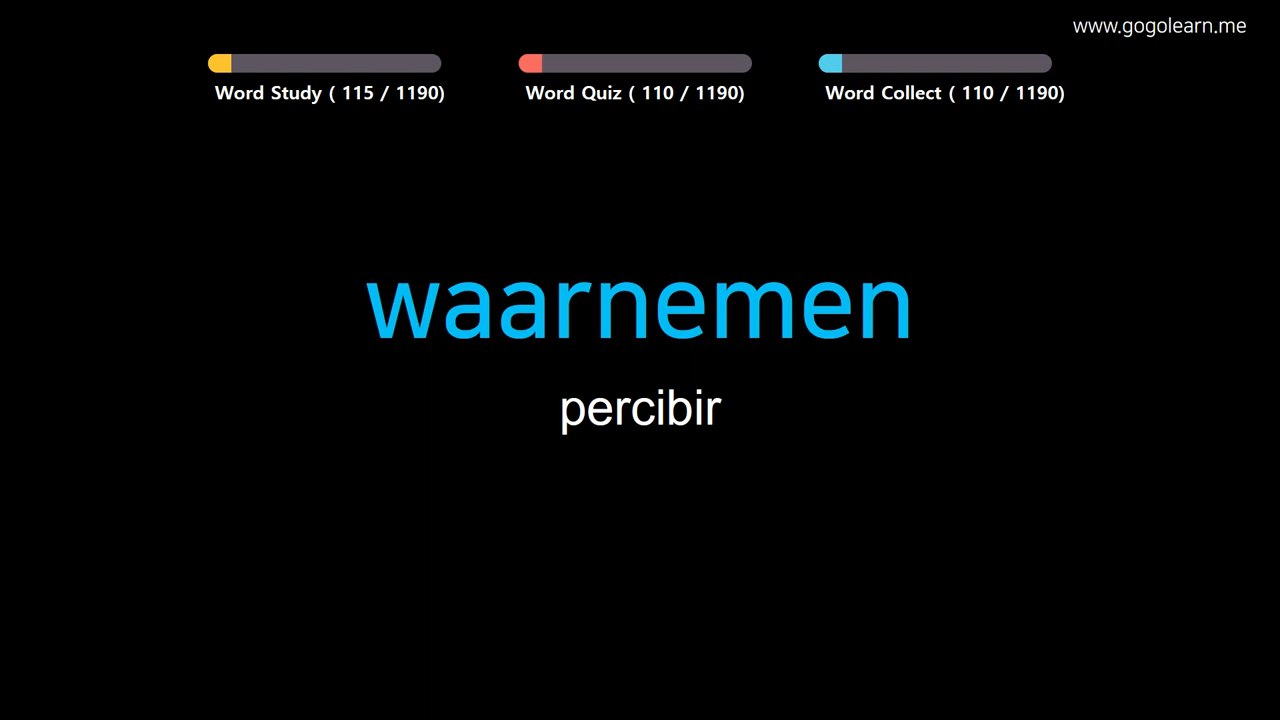 www.gogolearn.me
Word Study ( 115 / 1190)
Word Quiz ( 110 / 1190)
Word Collect ( 110 / 1190)
waarnemen
percibir